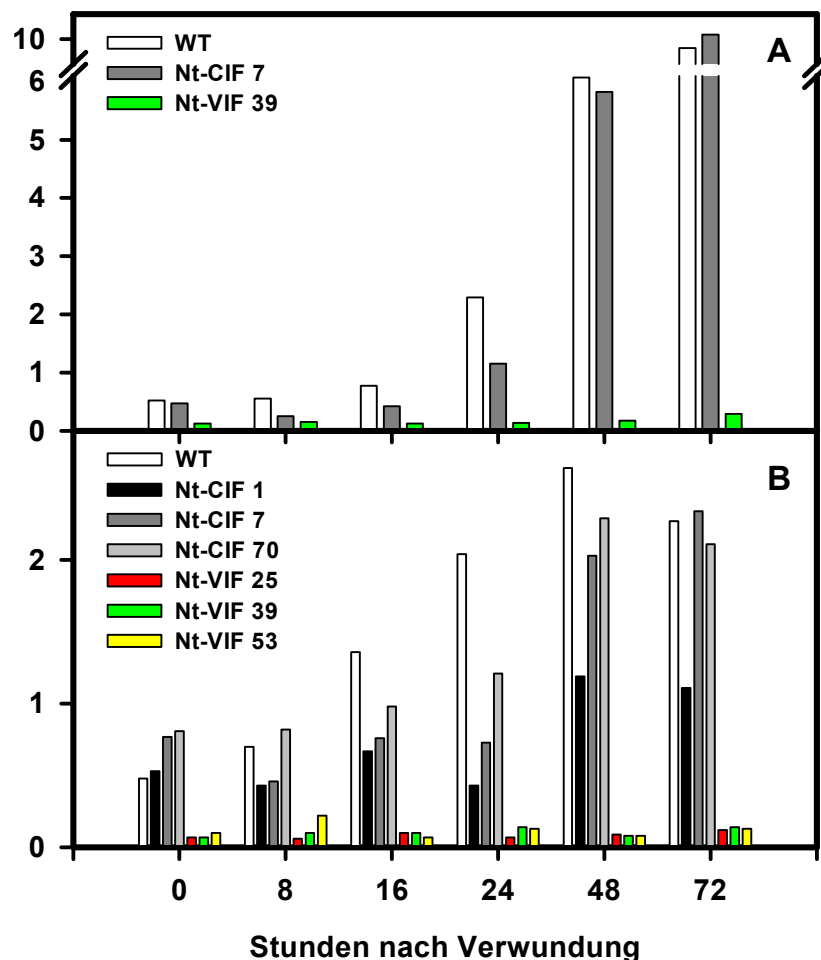 10
6
5
4
3
2
1
0
WT
Nt-CIF 7
Nt-VIF 39
A
2
1
0
WT
Nt-CIF 1
Nt-CIF 7
Nt-CIF 70
Nt-VIF 25
Nt-VIF 39
Nt-VIF 53
B
0 8 16 24 48 72
Stunden nach Verwundung